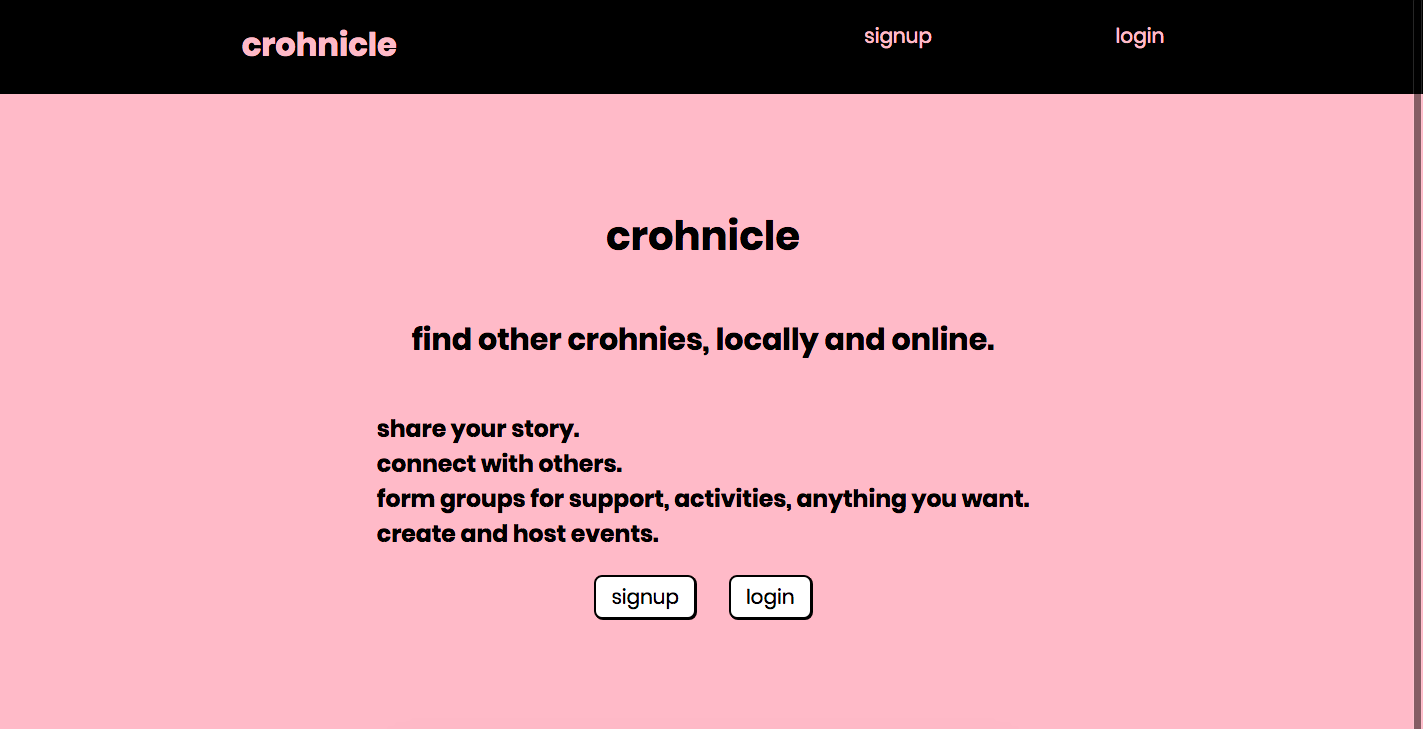 crohnicle
signup
login
crohnicle
find other crohnies, locally and online.
share your story.
connect with others.
form groups for support, activities, anything you want.
create and host events.
signup
login